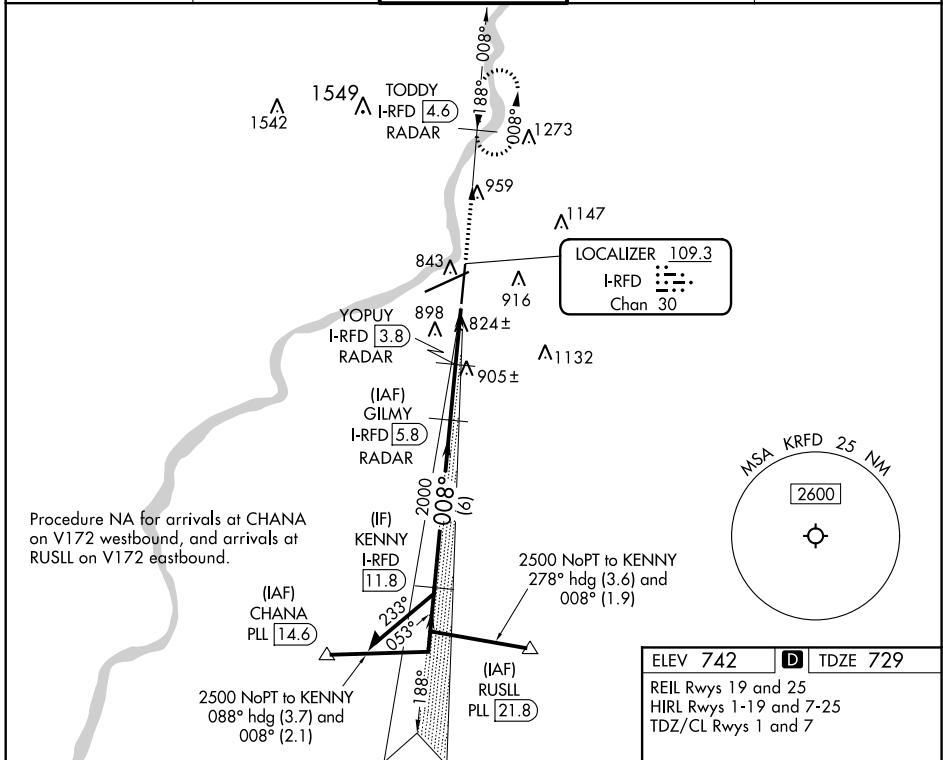 188°
008°
1542
1549
TODDY
I-RFD 4.6
RADAR
008°
1273
959
1147
LOCALIZER 109.3
I-RFD
Chan 30
843
916
YOPUY
I-RFD 3.8
RADAR
898
824±
1132
905±
(IAF)
GILMY
I-RFD 5.8
RADAR
MSA KRFD 25 NM
2600
2000
008°
(6)
Procedure NA for arrivals at CHANA
on V172 westbound, and arrivals at
RUSLL on V172 eastbound.
(IF)
KENNY
I-RFD
11.8
2500 NoPT to KENNY
278° hdg (3.6) and
008° (1.9)
(IAF)
CHANA
PLL 14.6
233°
053°
188°
(IAF)
RUSLL
PLL 21.8
2500 NoPT to KENNY
088° hdg (3.7) and
008° (2.1)
ELEV 742 D TDZE 729
REIL Rwys 19 and 25
HIRL Rwys 1-19 and 7-25
TDZ/CL Rwys 1 and 7